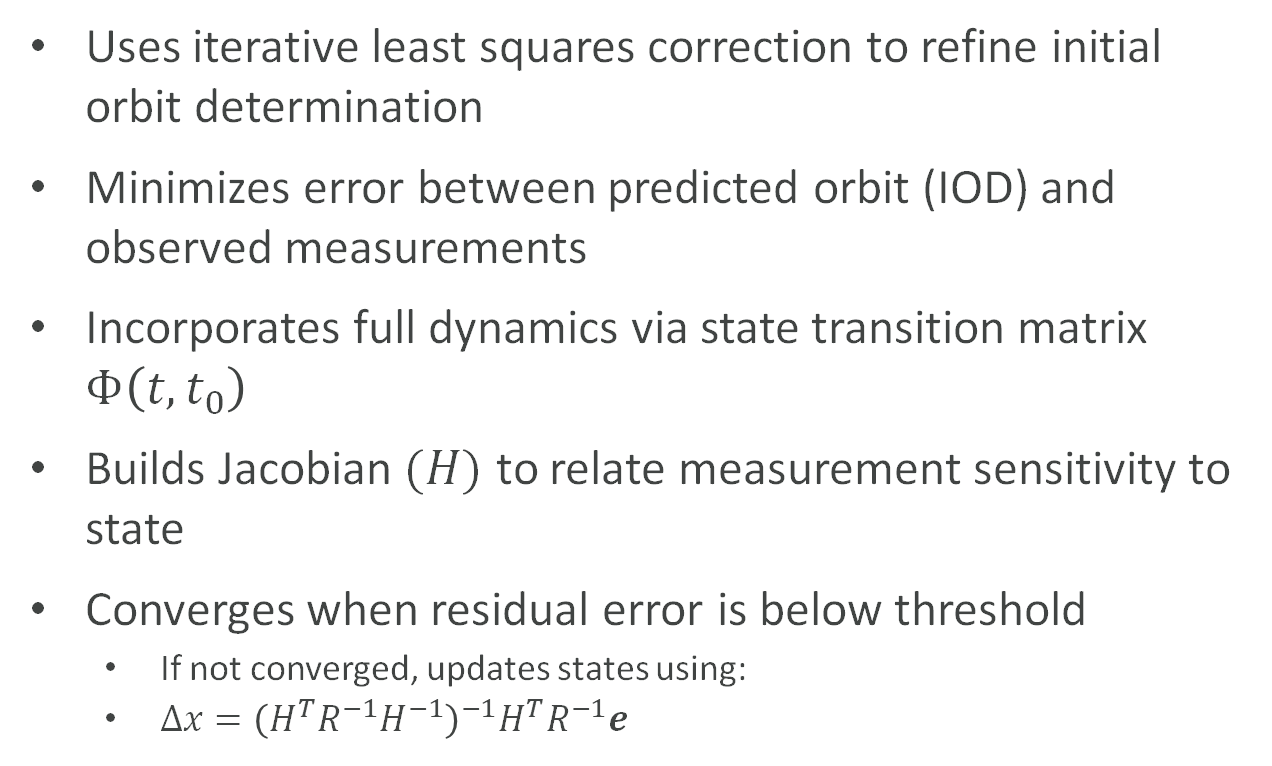 • Uses iterative least squares correction to refine initial
orbit determination
• Minimizes error between predicted orbit (IOD) and
observed measurements
• Incorporates full dynamics via state transition matrix
Φ(t, t₀)
• Builds Jacobian (H) to relate measurement sensitivity to
state
• Converges when residual error is below threshold
• If not converged, updates states using:
• Δx = (HᵀR⁻¹H⁻¹)⁻¹HᵀR⁻¹e